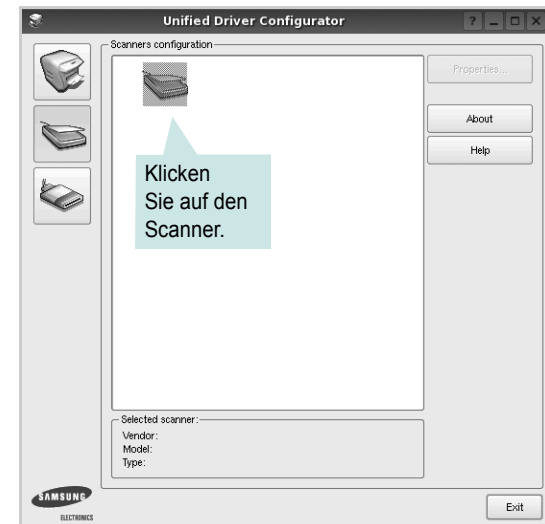 Unified Driver Configurator
Scanners configuration
Properties...
About
Help
Klicken
Sie auf den
Scanner.
Selected scanner:
Vendor:
Model:
Type:
SAMSUNG
ELECTRONICS
Exit